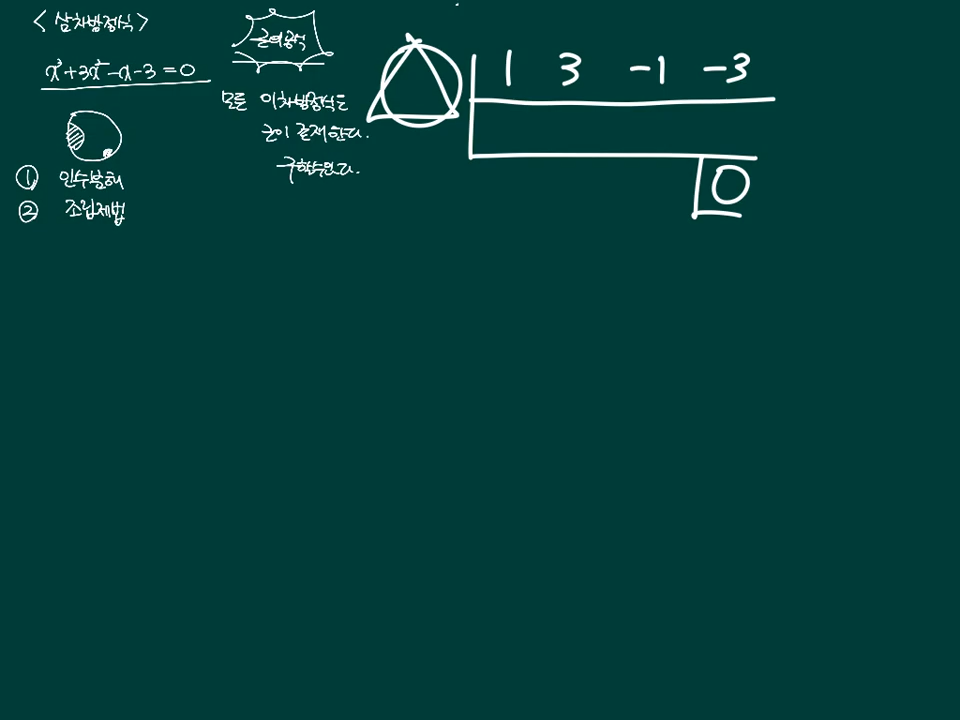 <삼차방정식>
x³+3x²-x-3=0
① 인수분해
② 조립제법
근의공식
모든 이차방정식은
근이 존재한다.
구할수있다.
1 3 -1 -3
0